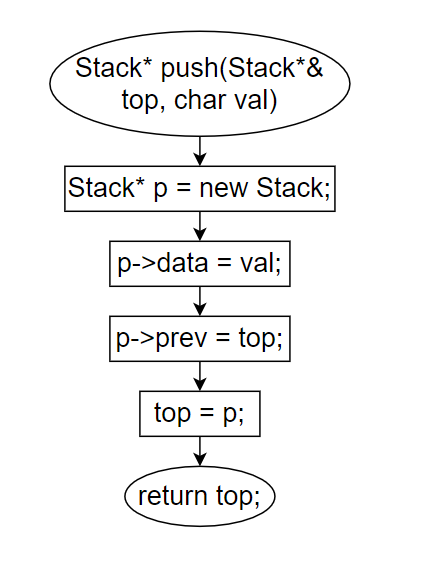 Stack* push(Stack*&
top, char val)
Stack* p = new Stack;
p->data = val;
p->prev = top;
top = p;
return top;